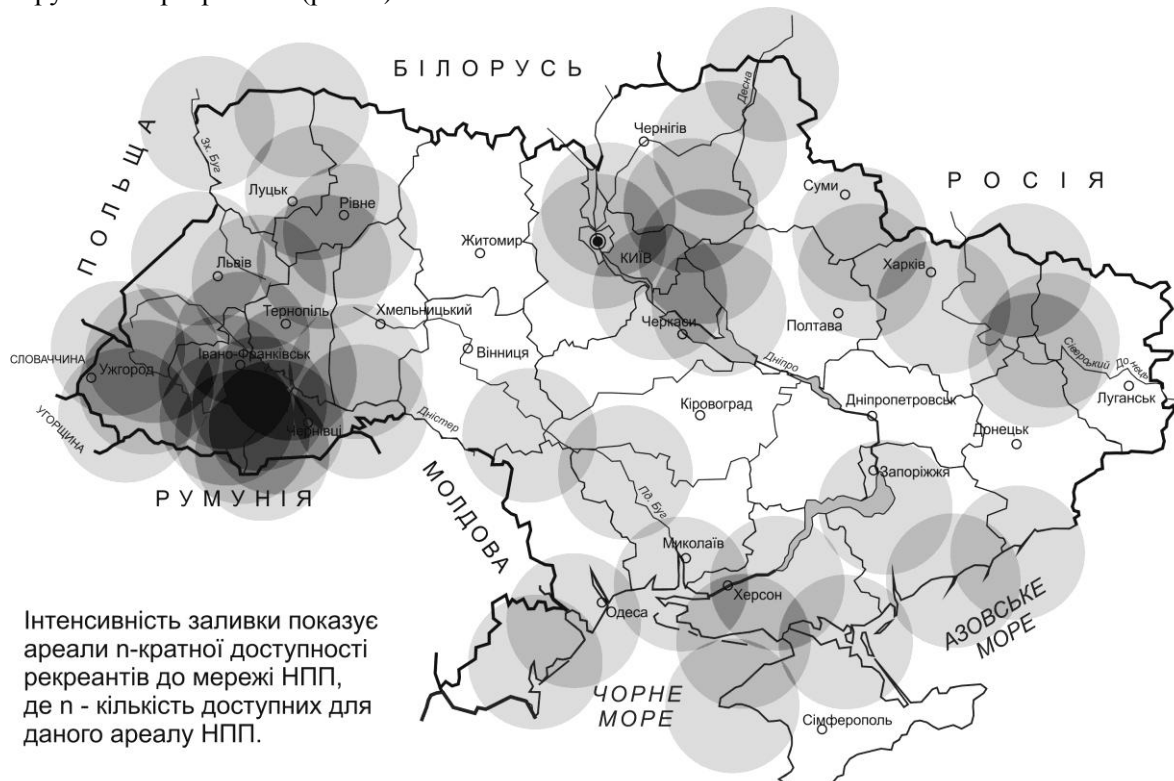 БІЛОРУСЬ
ПОЛЬЩА
РОСІЯ
Десна
Чернігів
Зх. Буг
Луцьк
Рівне
Суми
Житомир
КИЇВ
Львів
Харків
Тернопіль
Хмельницький
Черкаси
Полтава
СЛОВАЧЧИНА
Івано-Франківськ
Вінниця
Ужгород
Дніпро
Сіверський Донець
Луганськ
УГОРЩИНА
Чернівці
Дністер
Кіровоград
Дніпропетровськ
Донецьк
РУМУНІЯ
МОЛДОВА
Запоріжжя
Пд. Буг
Миколаїв
Херсон
Одеса
АЗОВСЬКЕ
МОРЕ
ЧОРНЕ
МОРЕ
Сімферополь
Інтенсивність заливки показує
ареали n-кратної доступності
рекреантів до мережі НПП,
де n - кількість доступних для
даного ареалу НПП.